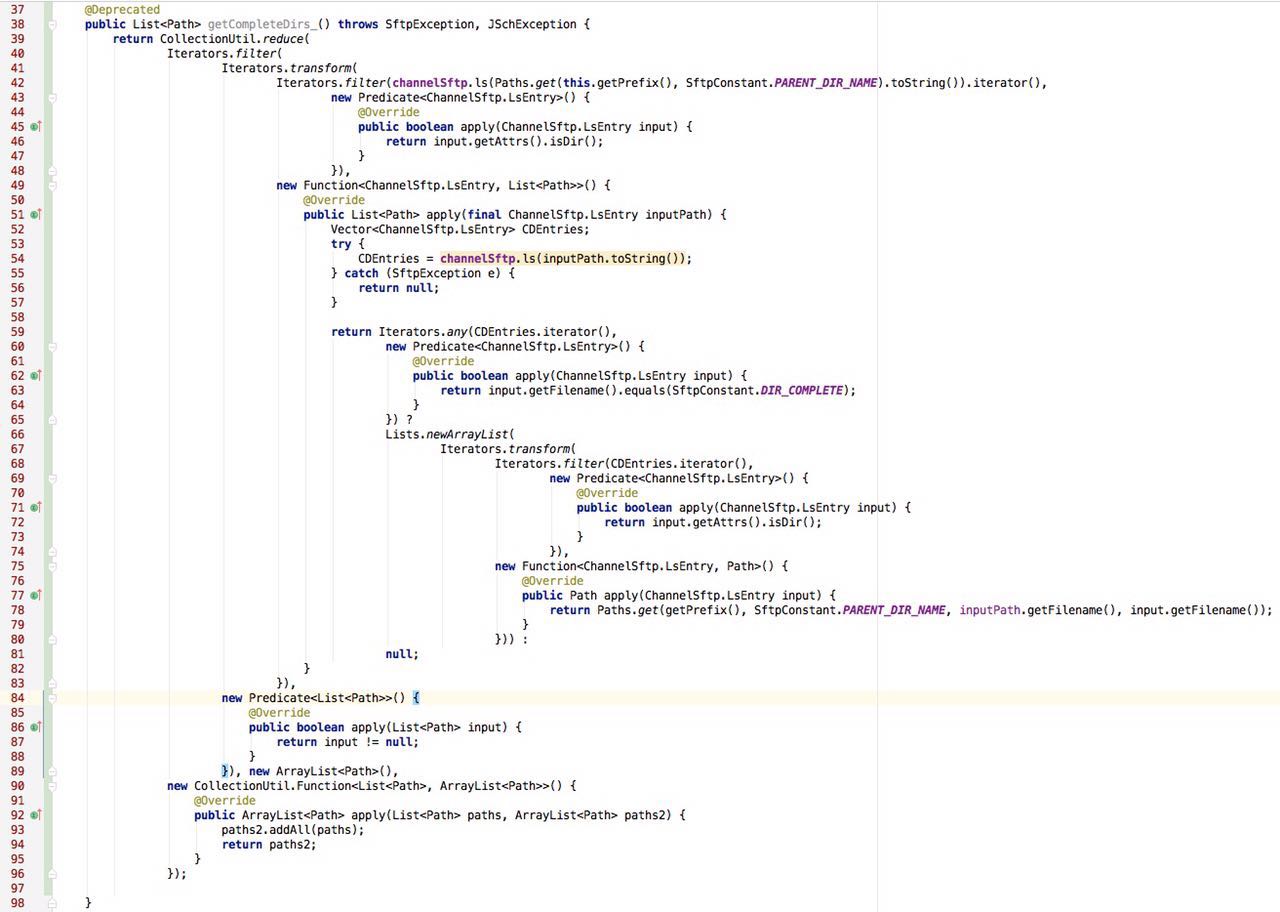 37 @Deprecated
38 public List<Path> getCompleteDirs_() throws SftpException, JSchException {
39 return CollectionUtil.reduce(
40 Iterators.filter(
41 Iterators.transform(
42 Iterators.filter(channelSftp.ls(Paths.get(this.getPrefix(), SftpConstant.PARENT_DIR_NAME).toString()).iterator(),
43 new Predicate<ChannelSftp.LsEntry>() {
44 @Override
45 public boolean apply(ChannelSftp.LsEntry input) {
46 return input.getAttrs().isDir();
47 }
48 }),
49 new Function<ChannelSftp.LsEntry, List<Path>>() {
50 @Override
51 public List<Path> apply(final ChannelSftp.LsEntry inputPath) {
52 Vector<ChannelSftp.LsEntry> CDEntries;
53 try {
54 CDEntries = channelSftp.ls(inputPath.toString());
55 } catch (SftpException e) {
56 return null;
57 }
58
59 return Iterators.any(CDEntries.iterator(),
60 new Predicate<ChannelSftp.LsEntry>() {
61 @Override
62 public boolean apply(ChannelSftp.LsEntry input) {
63 return input.getFilename().equals(SftpConstant.DIR_COMPLETE);
64 }
65 }) ?
66 Lists.newArrayList(
67 Iterators.transform(
68 Iterators.filter(CDEntries.iterator(),
69 new Predicate<ChannelSftp.LsEntry>() {
70 @Override
71 public boolean apply(ChannelSftp.LsEntry input) {
72 return input.getAttrs().isDir();
73 }
74 }),
75 new Function<ChannelSftp.LsEntry, Path>() {
76 @Override
77 public Path apply(ChannelSftp.LsEntry input) {
78 return Paths.get(getPrefix(), SftpConstant.PARENT_DIR_NAME, inputPath.getFilename(), input.getFilename());
79 }
80 })) :
81 null;
82 }
83 }),
84 new Predicate<List<Path>>() {
85 @Override
86 public boolean apply(List<Path> input) {
87 return input != null;
88 }
89 }), new ArrayList<Path>(),
90 new CollectionUtil.Function<List<Path>, ArrayList<Path>>() {
91 @Override
92 public ArrayList<Path> apply(List<Path> paths, ArrayList<Path> paths2) {
93 paths2.addAll(paths);
94 return paths2;
95 }
96 });
97
98 }